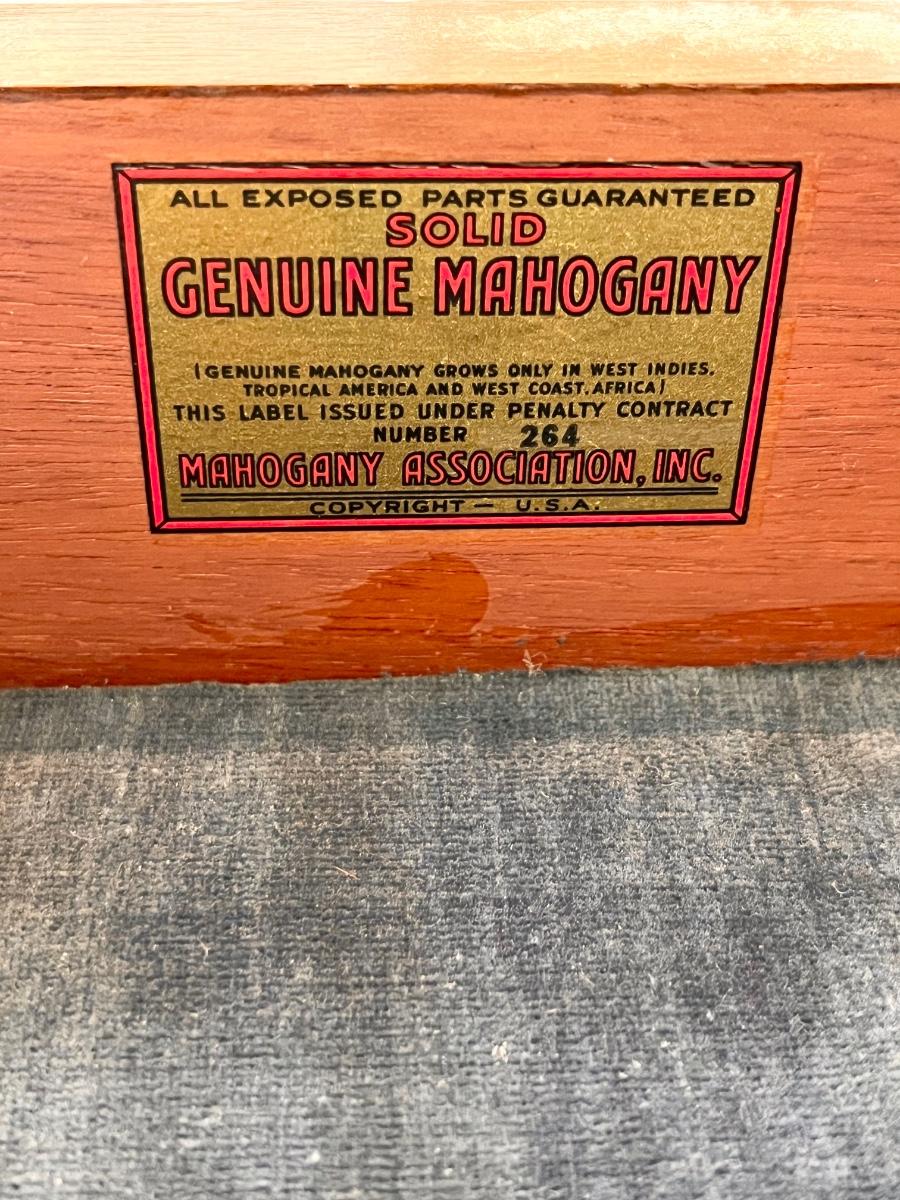 ALL EXPOSED PARTS GUARANTEED
SOLID
GENUINE MAHOGANY
(GENUINE MAHOGANY GROWS ONLY IN WEST INDIES.
TROPICAL AMERICA AND WEST COAST. AFRICA)
THIS LABEL ISSUED UNDER PENALTY CONTRACT
NUMBER 264
MAHOGANY ASSOCIATION, INC.
COPYRIGHT — U.S.A.